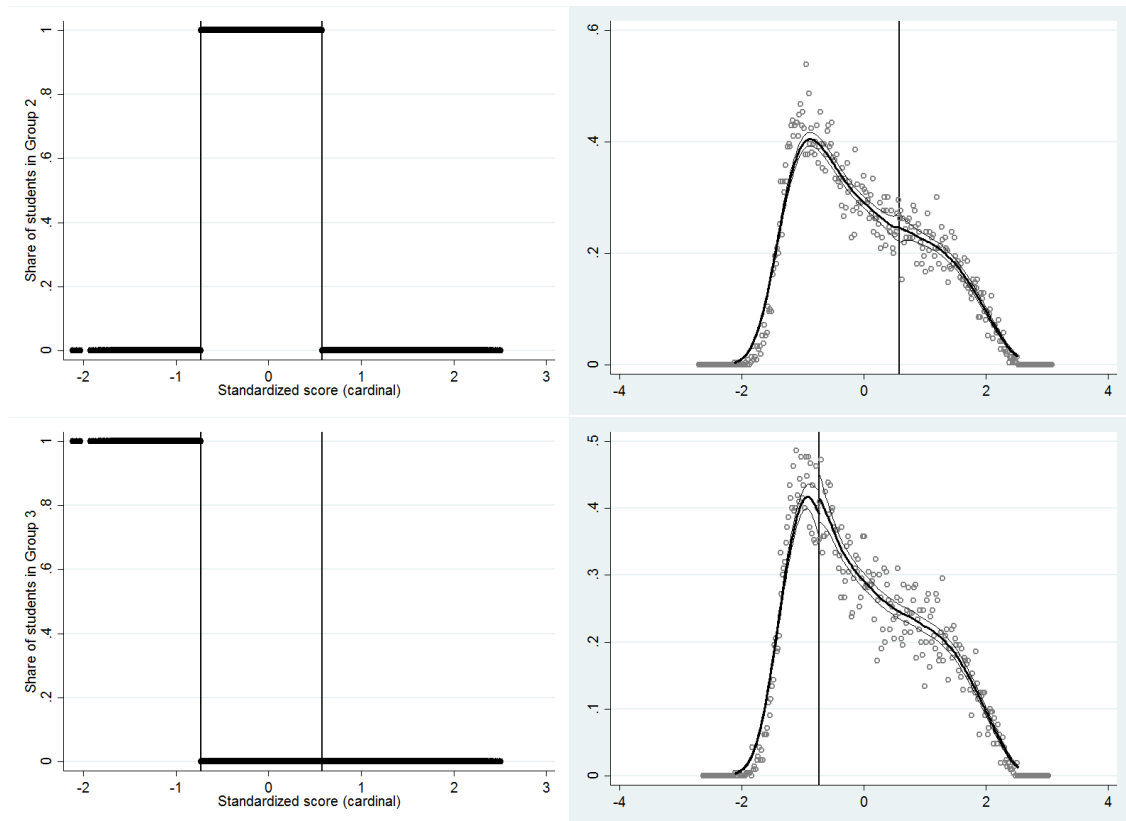 Share of students in Group 2
1
.8
.6
.4
.2
0
-2 -1 0 1 2 3
Standardized score (cardinal)
.6
.4
.2
0
-4 -2 0 2 4
Share of students in Group 3
1
.8
.6
.4
.2
0
-2 -1 0 1 2 3
Standardized score (cardinal)
.5
.4
.3
.2
.1
0
-4 -2 0 2 4